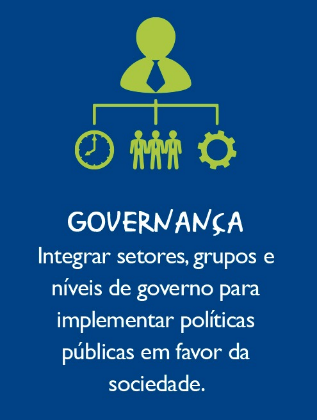 GOVERNANÇA
Integrar setores, grupos e
níveis de governo para
implementar políticas
públicas em favor da
sociedade.